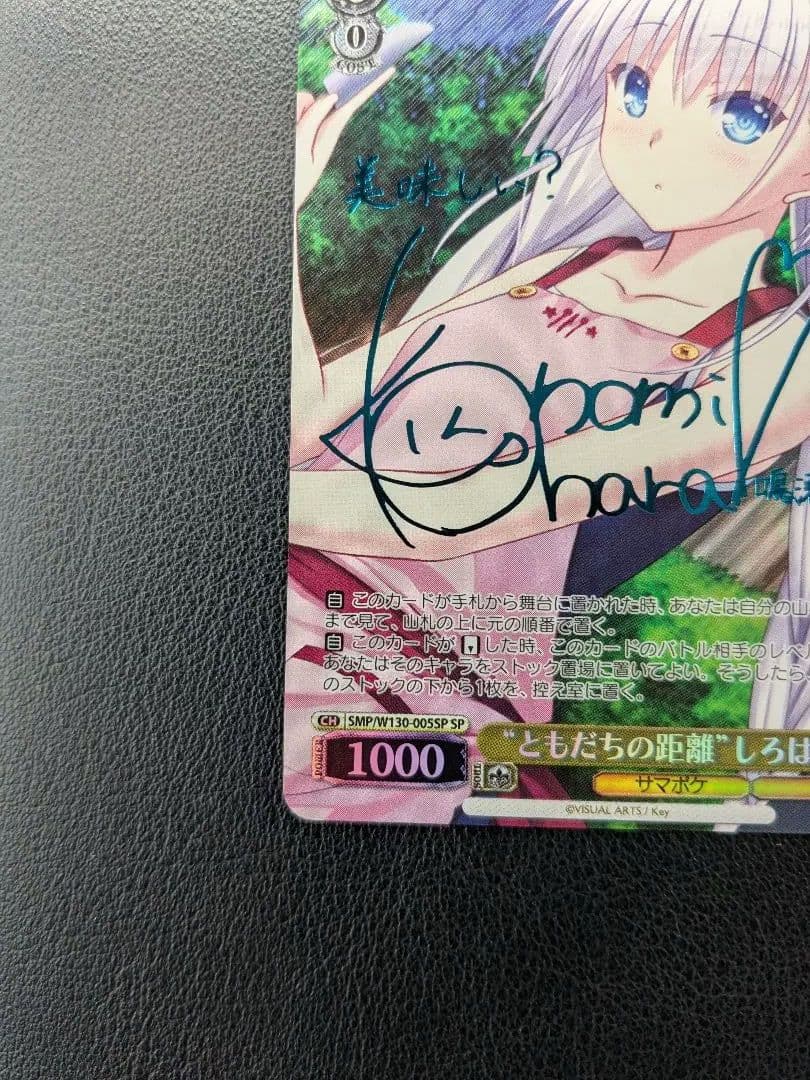 0
COST
美味しい?
Konomi
Kohara
鳴瀬
自 このカードが手札から舞台に置かれた時、あなたは自分の山
まで見て、山札の上に元の順番で置く。
自 このカードが した時、このカードのバトル相手のレベル
あなたはそのキャラをストック置場に置いてよい。そうしたら、
のストックの下から1枚を、控え室に置く。
CH SMP/W130-005SP SP
POWER 1000
"ともだちの距離"しろは
SOUL
サマポケ
©VISUAL ARTS / Key